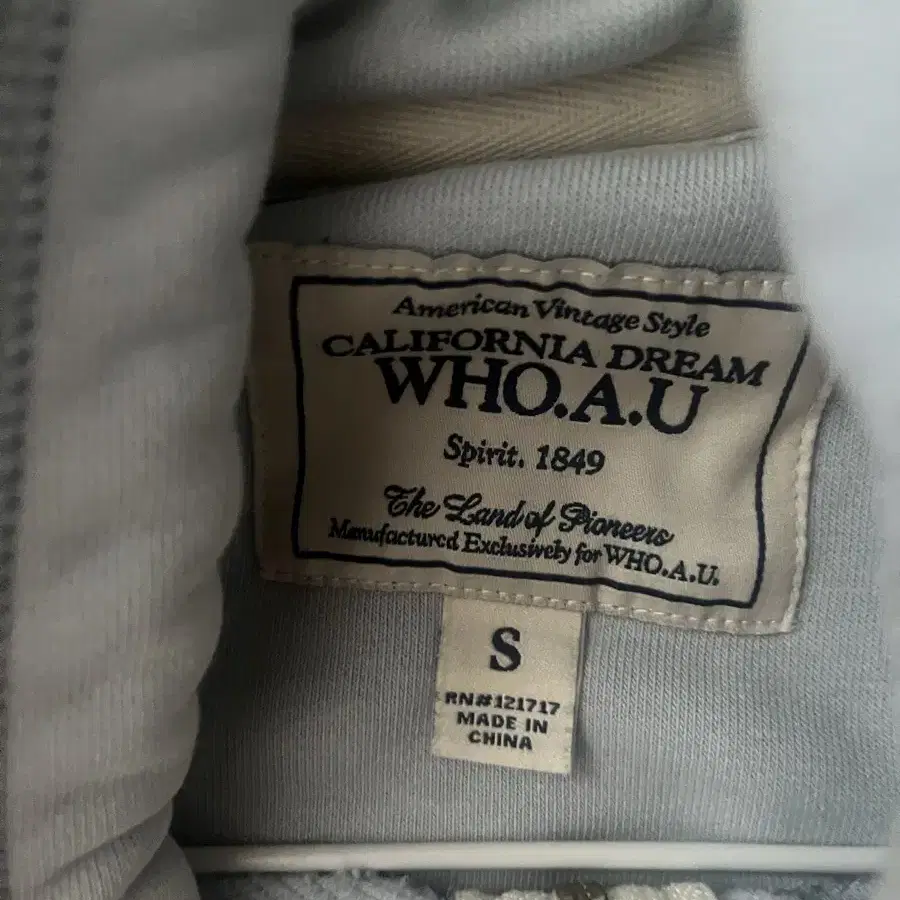 American Vintage Style
CALIFORNIA DREAM
WHO.A.U
Spirit. 1849
The Land of Pioneers
Manufactured Exclusively for WHO.A.U.
S
RN#121717
MADE IN
CHINA